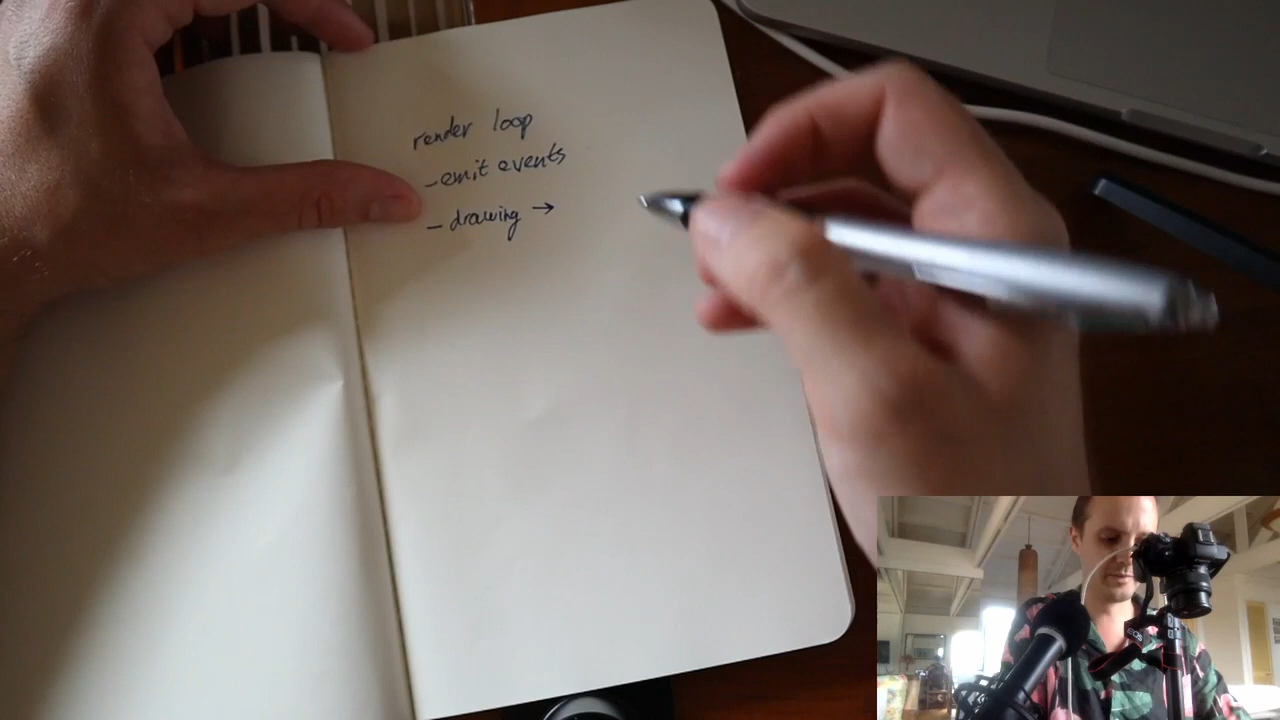 render loop
- emit events
- drawing →